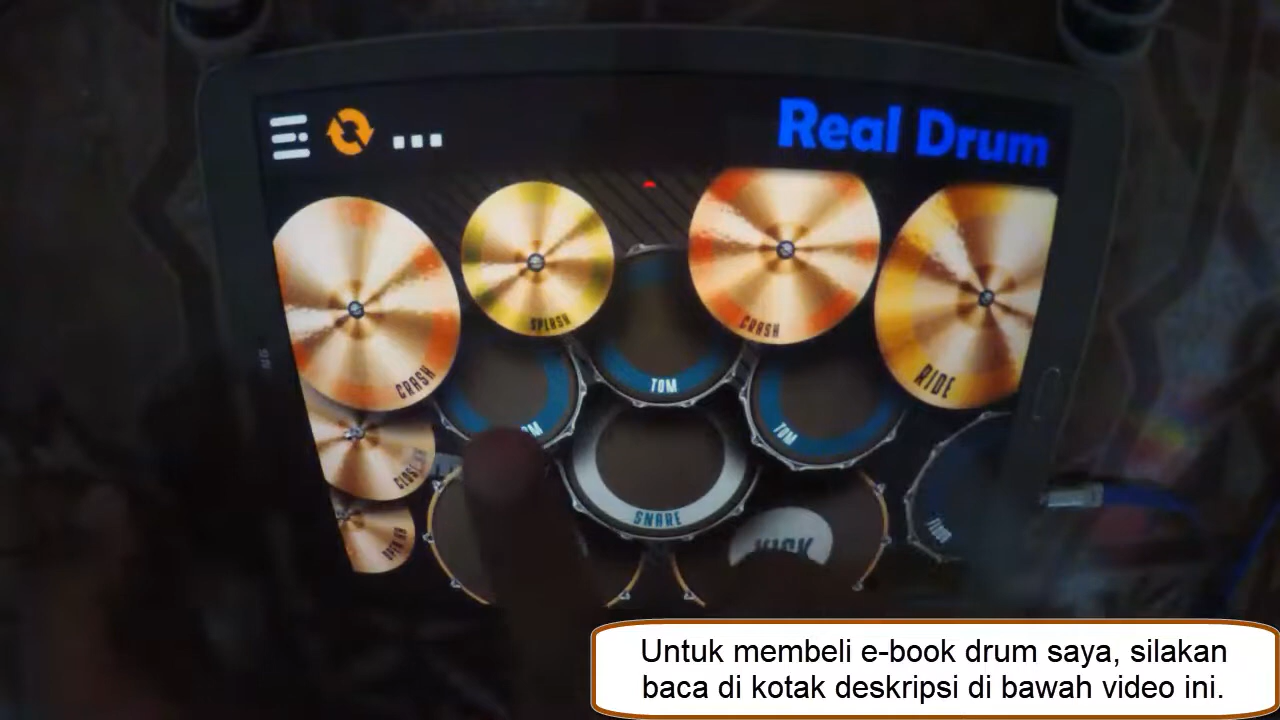 Real Drum
SPLASH
CRASH
CRASH
RIDE
TOM
TOM
SNARE
KICK
Untuk membeli e-book drum saya, silakan
baca di kotak deskripsi di bawah video ini.